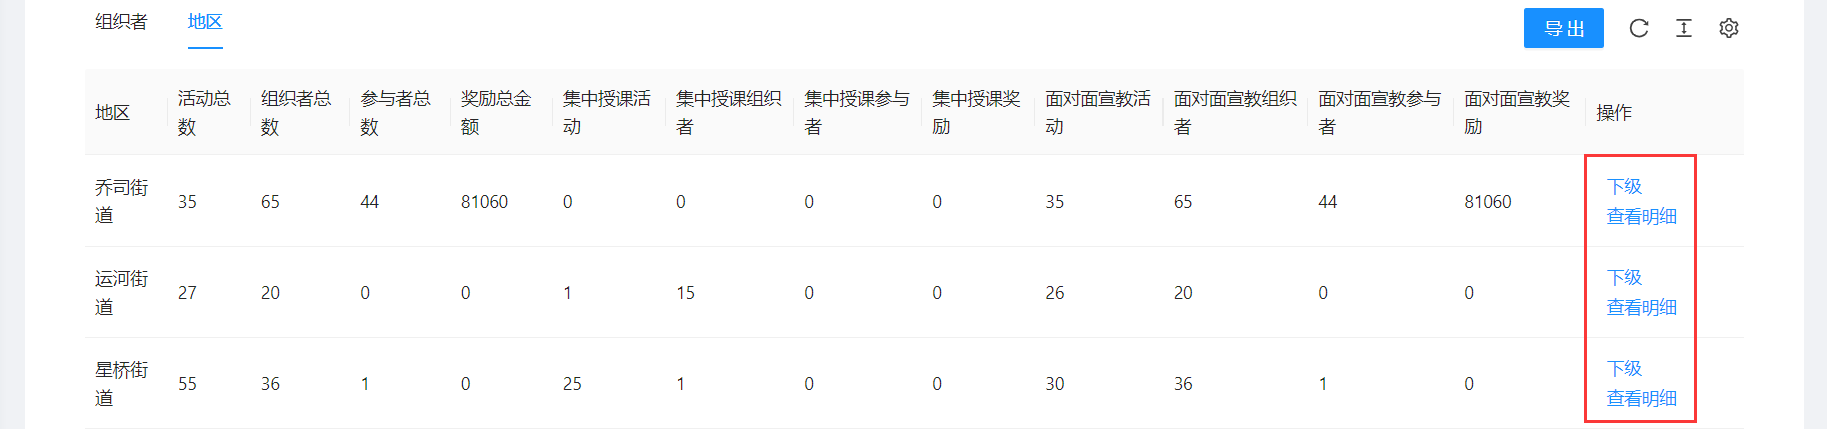 组织者 地区 导出
地区 活动总数 组织者总数 参与者总数 奖励总金额 集中授课活动 集中授课组织者 集中授课参与者 集中授课奖励 面对面宣教活动 面对面宣教组织者 面对面宣教参与者 面对面宣教奖励 操作
乔司街道 35 65 44 81060 0 0 0 0 35 65 44 81060 下级 查看明细
运河街道 27 20 0 0 1 15 0 0 26 20 0 0 下级 查看明细
星桥街道 55 36 1 0 25 1 0 0 30 36 1 0 下级 查看明细